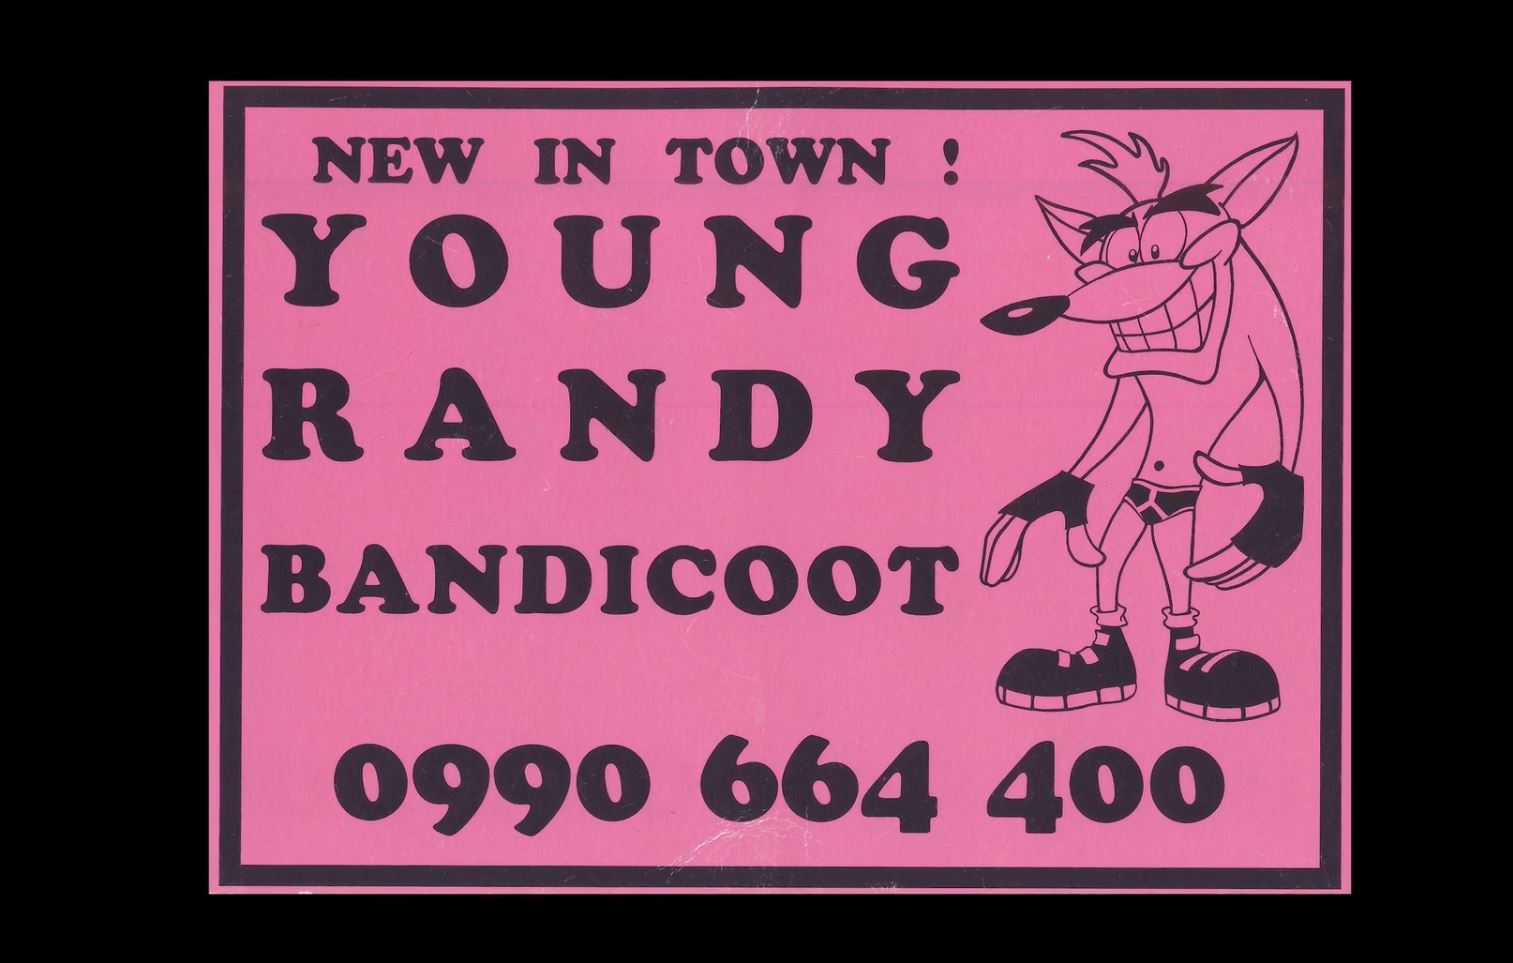 NEW IN TOWN !
YOUNG
RANDY
BANDICOOT
0990 664 400